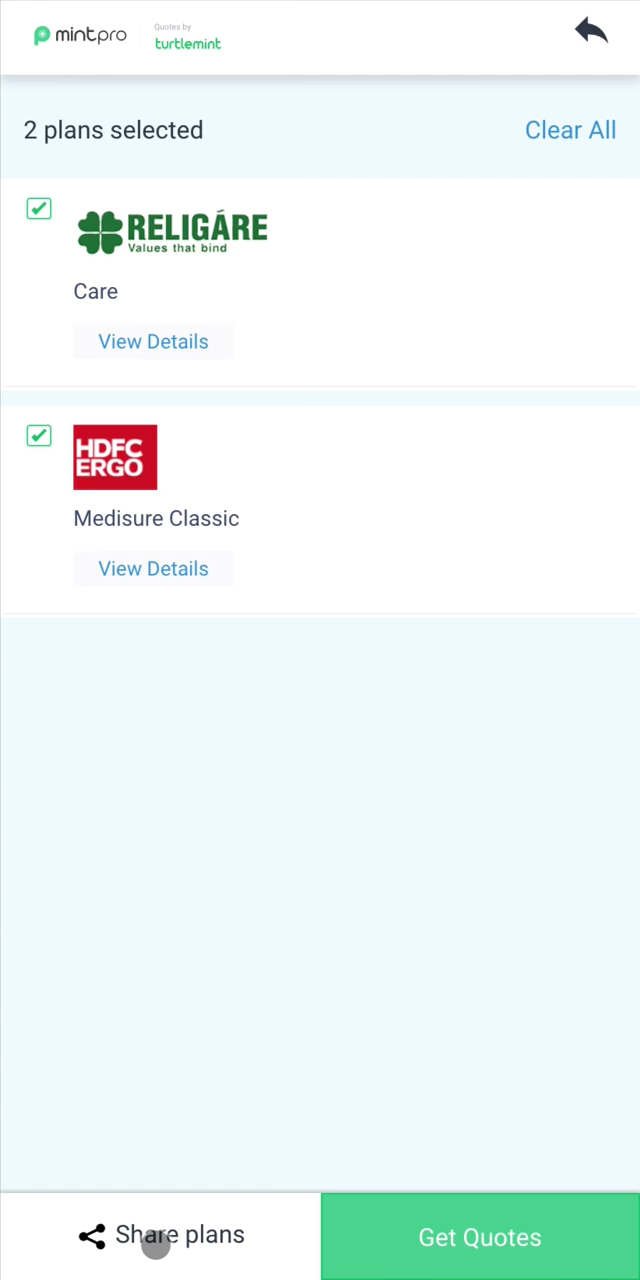 mintpro
Quotes by
turtlemint
2 plans selected
Clear All
RELIGÁRE
Values that bind
Care
View Details
HDFC
ERGO
Medisure Classic
View Details
Share plans
Get Quotes